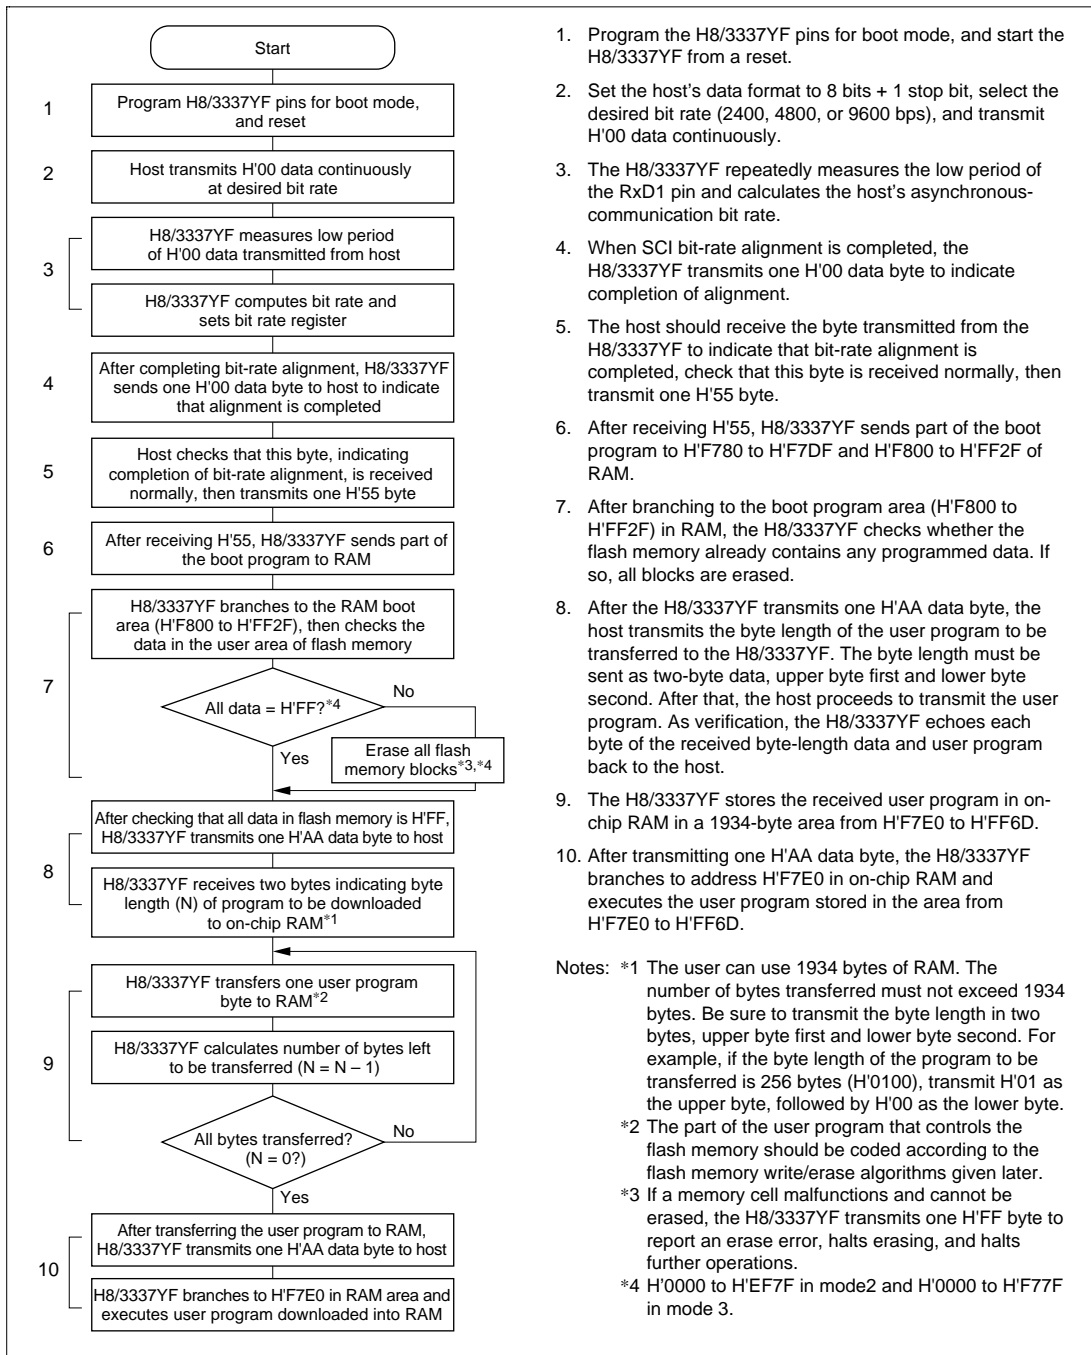 Start
1
Program H8/3337YF pins for boot mode,
and reset
2
Host transmits H'00 data continuously
at desired bit rate
3
H8/3337YF measures low period
of H'00 data transmitted from host
H8/3337YF computes bit rate and
sets bit rate register
4
After completing bit-rate alignment, H8/3337YF
sends one H'00 data byte to host to indicate
that alignment is completed
5
Host checks that this byte, indicating
completion of bit-rate alignment, is received
normally, then transmits one H'55 byte
6
After receiving H'55, H8/3337YF sends part of
the boot program to RAM
7
H8/3337YF branches to the RAM boot
area (H'F800 to H'FF2F), then checks the
data in the user area of flash memory
All data = H'FF?*4
No
Yes
Erase all flash
memory blocks*3,*4
8
After checking that all data in flash memory is H'FF,
H8/3337YF transmits one H'AA data byte to host
H8/3337YF receives two bytes indicating byte
length (N) of program to be downloaded
to on-chip RAM*1
9
H8/3337YF transfers one user program
byte to RAM*2
H8/3337YF calculates number of bytes left
to be transferred (N = N – 1)
All bytes transferred?
(N = 0?)
No
Yes
10
After transferring the user program to RAM,
H8/3337YF transmits one H'AA data byte to host
H8/3337YF branches to H'F7E0 in RAM area and
executes user program downloaded into RAM
1. Program the H8/3337YF pins for boot mode, and start the
H8/3337YF from a reset.
2. Set the host's data format to 8 bits + 1 stop bit, select the
desired bit rate (2400, 4800, or 9600 bps), and transmit
H'00 data continuously.
3. The H8/3337YF repeatedly measures the low period of
the RxD1 pin and calculates the host's asynchronous-
communication bit rate.
4. When SCI bit-rate alignment is completed, the
H8/3337YF transmits one H'00 data byte to indicate
completion of alignment.
5. The host should receive the byte transmitted from the
H8/3337YF to indicate that bit-rate alignment is
completed, check that this byte is received normally, then
transmit one H'55 byte.
6. After receiving H'55, H8/3337YF sends part of the boot
program to H'F780 to H'F7DF and H'F800 to H'FF2F of
RAM.
7. After branching to the boot program area (H'F800 to
H'FF2F) in RAM, the H8/3337YF checks whether the
flash memory already contains any programmed data. If
so, all blocks are erased.
8. After the H8/3337YF transmits one H'AA data byte, the
host transmits the byte length of the user program to be
transferred to the H8/3337YF. The byte length must be
sent as two-byte data, upper byte first and lower byte
second. After that, the host proceeds to transmit the user
program. As verification, the H8/3337YF echoes each
byte of the received byte-length data and user program
back to the host.
9. The H8/3337YF stores the received user program in on-
chip RAM in a 1934-byte area from H'F7E0 to H'FF6D.
10. After transmitting one H'AA data byte, the H8/3337YF
branches to address H'F7E0 in on-chip RAM and
executes the user program stored in the area from
H'F7E0 to H'FF6D.
Notes: *1 The user can use 1934 bytes of RAM. The
number of bytes transferred must not exceed 1934
bytes. Be sure to transmit the byte length in two
bytes, upper byte first and lower byte second. For
example, if the byte length of the program to be
transferred is 256 bytes (H'0100), transmit H'01 as
the upper byte, followed by H'00 as the lower byte.
*2 The part of the user program that controls the
flash memory should be coded according to the
flash memory write/erase algorithms given later.
*3 If a memory cell malfunctions and cannot be
erased, the H8/3337YF transmits one H'FF byte to
report an erase error, halts erasing, and halts
further operations.
*4 H'0000 to H'EF7F in mode2 and H'0000 to H'F77F
in mode 3.